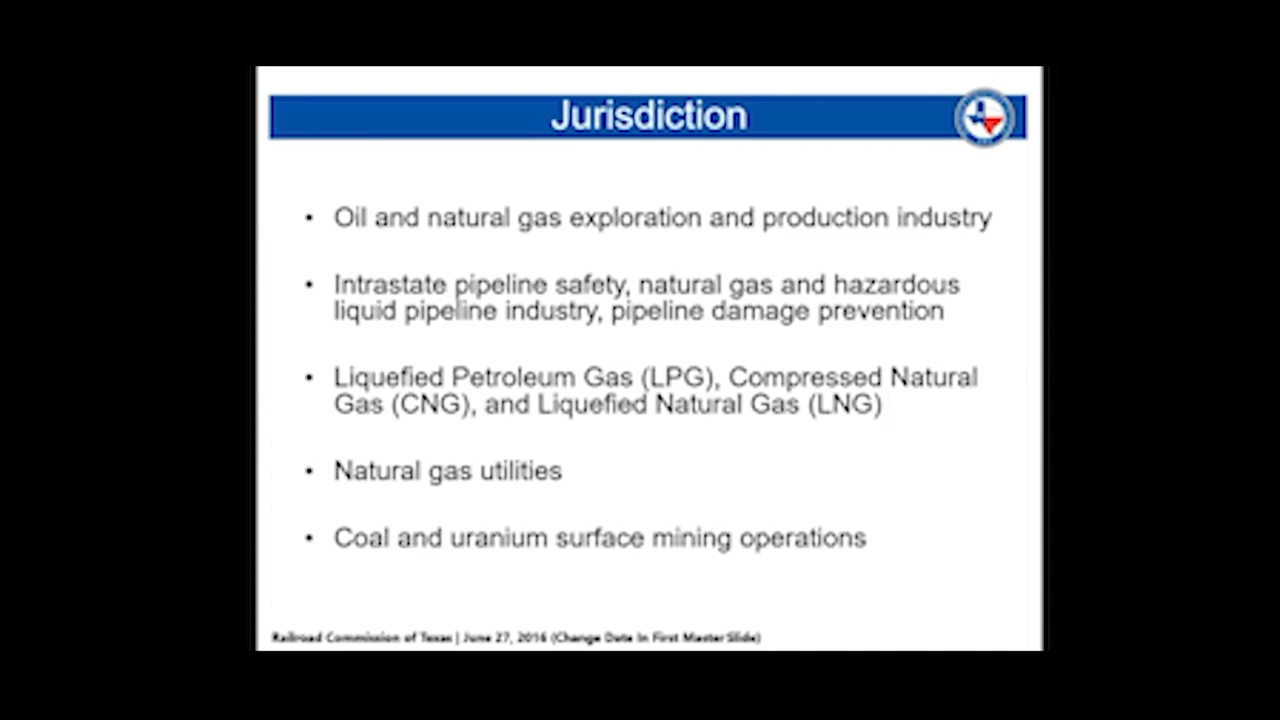 Jurisdiction
• Oil and natural gas exploration and production industry
• Intrastate pipeline safety, natural gas and hazardous
liquid pipeline industry, pipeline damage prevention
• Liquefied Petroleum Gas (LPG), Compressed Natural
Gas (CNG), and Liquefied Natural Gas (LNG)
• Natural gas utilities
• Coal and uranium surface mining operations
Railroad Commission of Texas | June 27, 2016 (Change Date In First Master Slide)